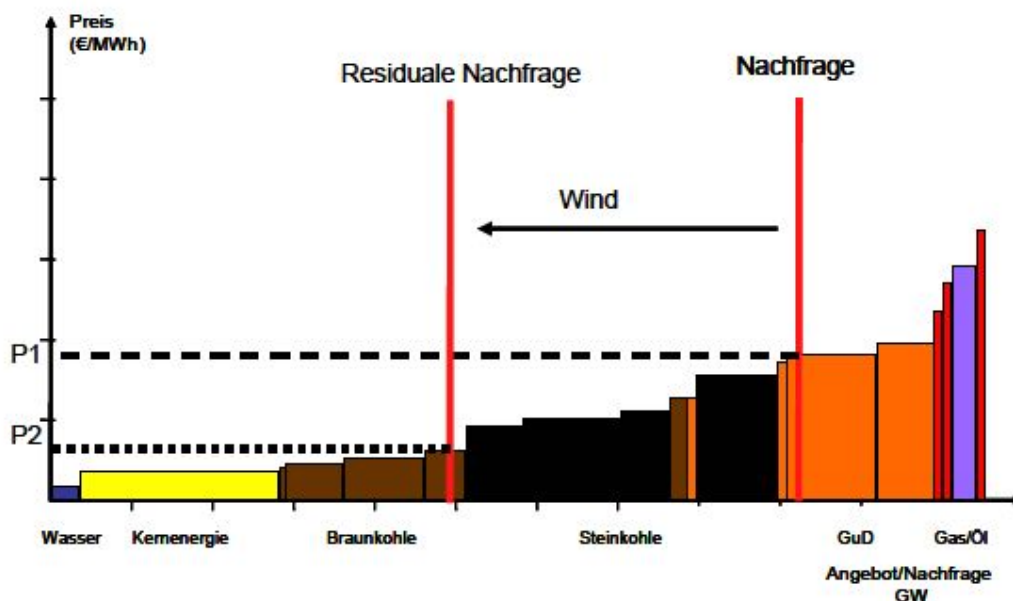 Preis
(€/MWh)
Residuale Nachfrage
Nachfrage
Wind
P1
P2
Wasser
Kernenergie
Braunkohle
Steinkohle
GuD
Gas/Öl
Angebot/Nachfrage
GW